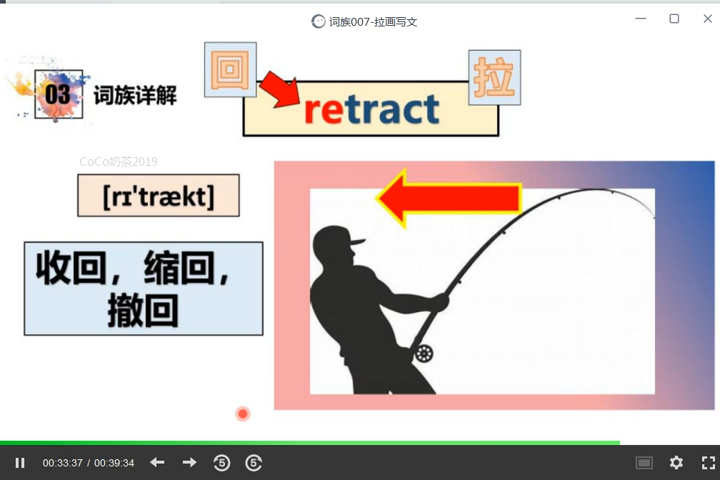 词族007-拉画写文
回
拉
03 词族详解
retract
CoCo奶茶2019
[rɪ'trækt]
收回，缩回，
撤回
00:33:37 / 00:39:34
5 5